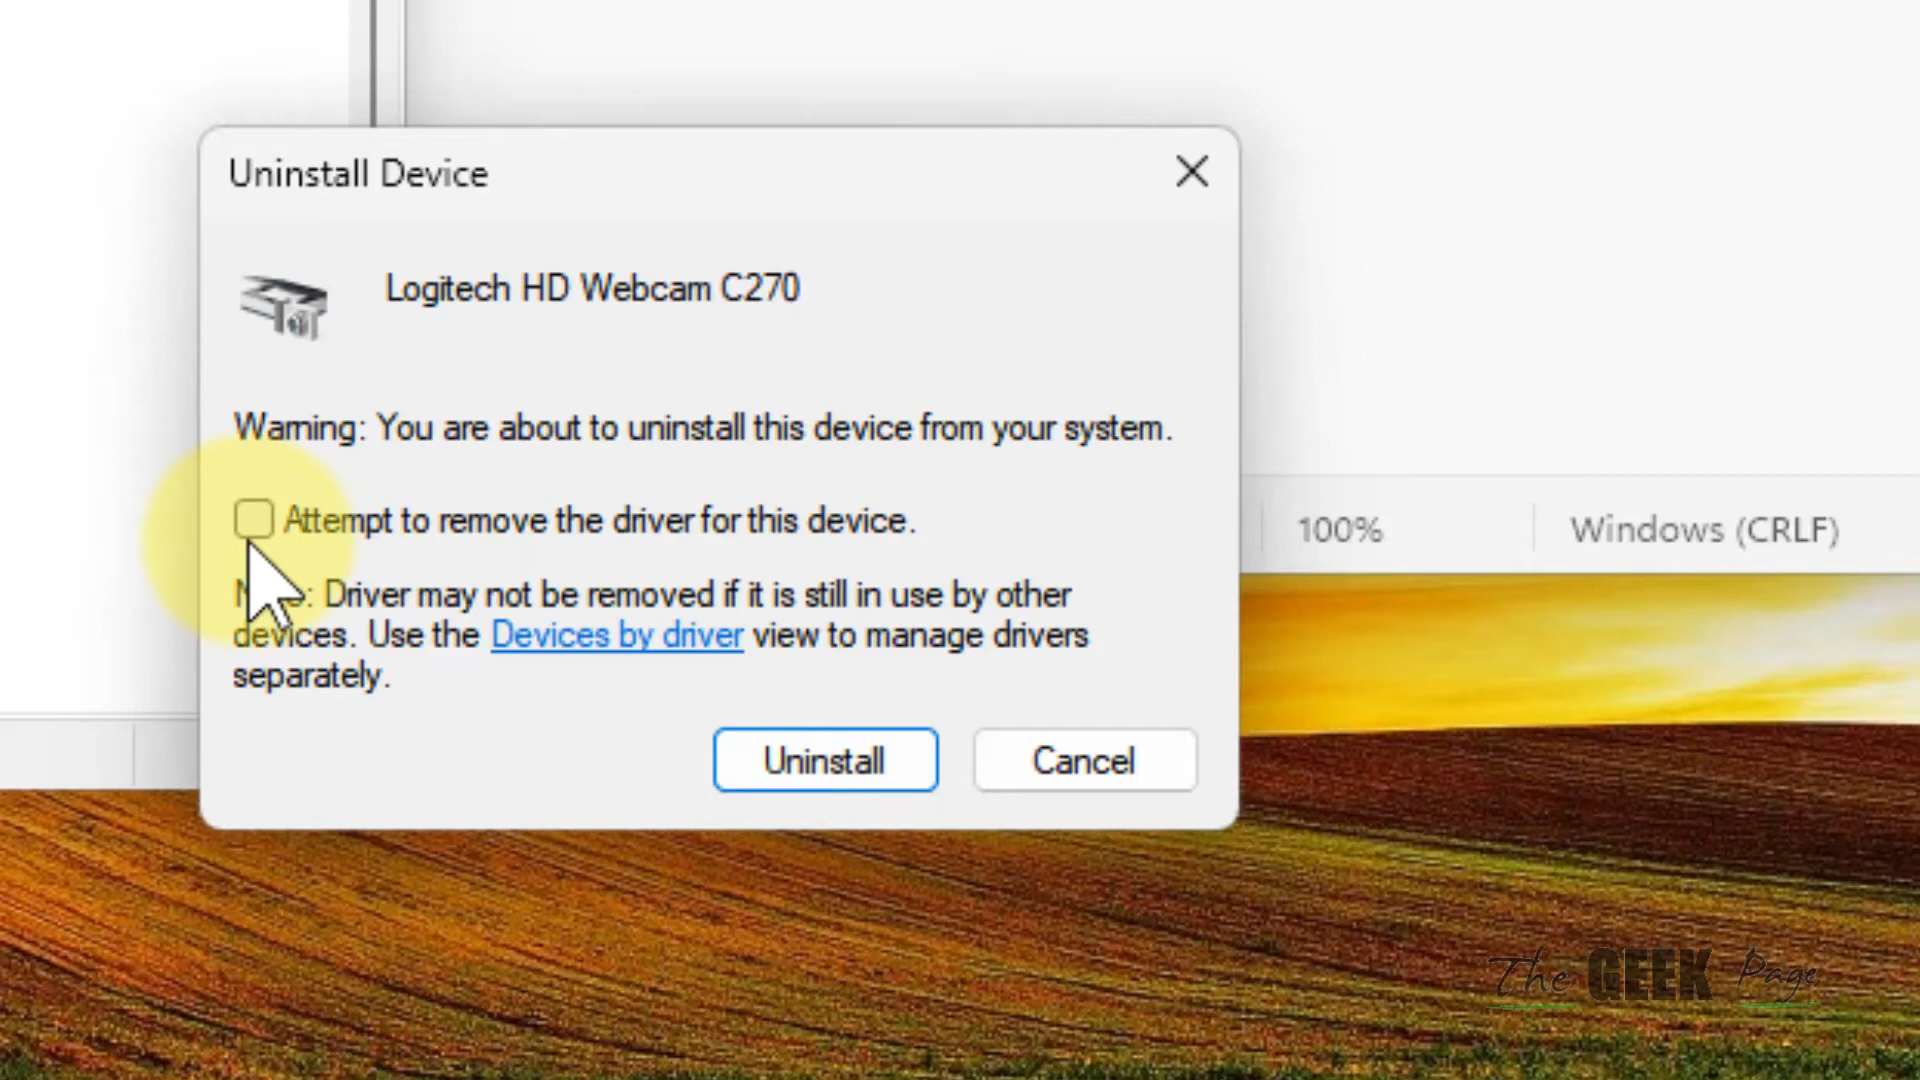 Uninstall Device
Logitech HD Webcam C270
Warning: You are about to uninstall this device from your system.
Attempt to remove the driver for this device.
Driver may not be removed if it is still in use by other
devices. Use the Devices by driver view to manage drivers
separately.
Uninstall
Cancel
100%
Windows (CRLF)
The GEEK Page